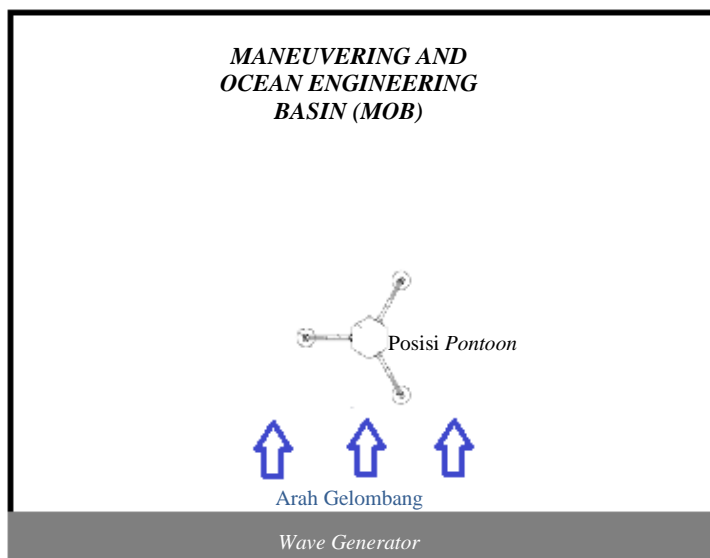 MANEUVERING AND
OCEAN ENGINEERING
BASIN (MOB)
Posisi Pontoon
Arah Gelombang
Wave Generator